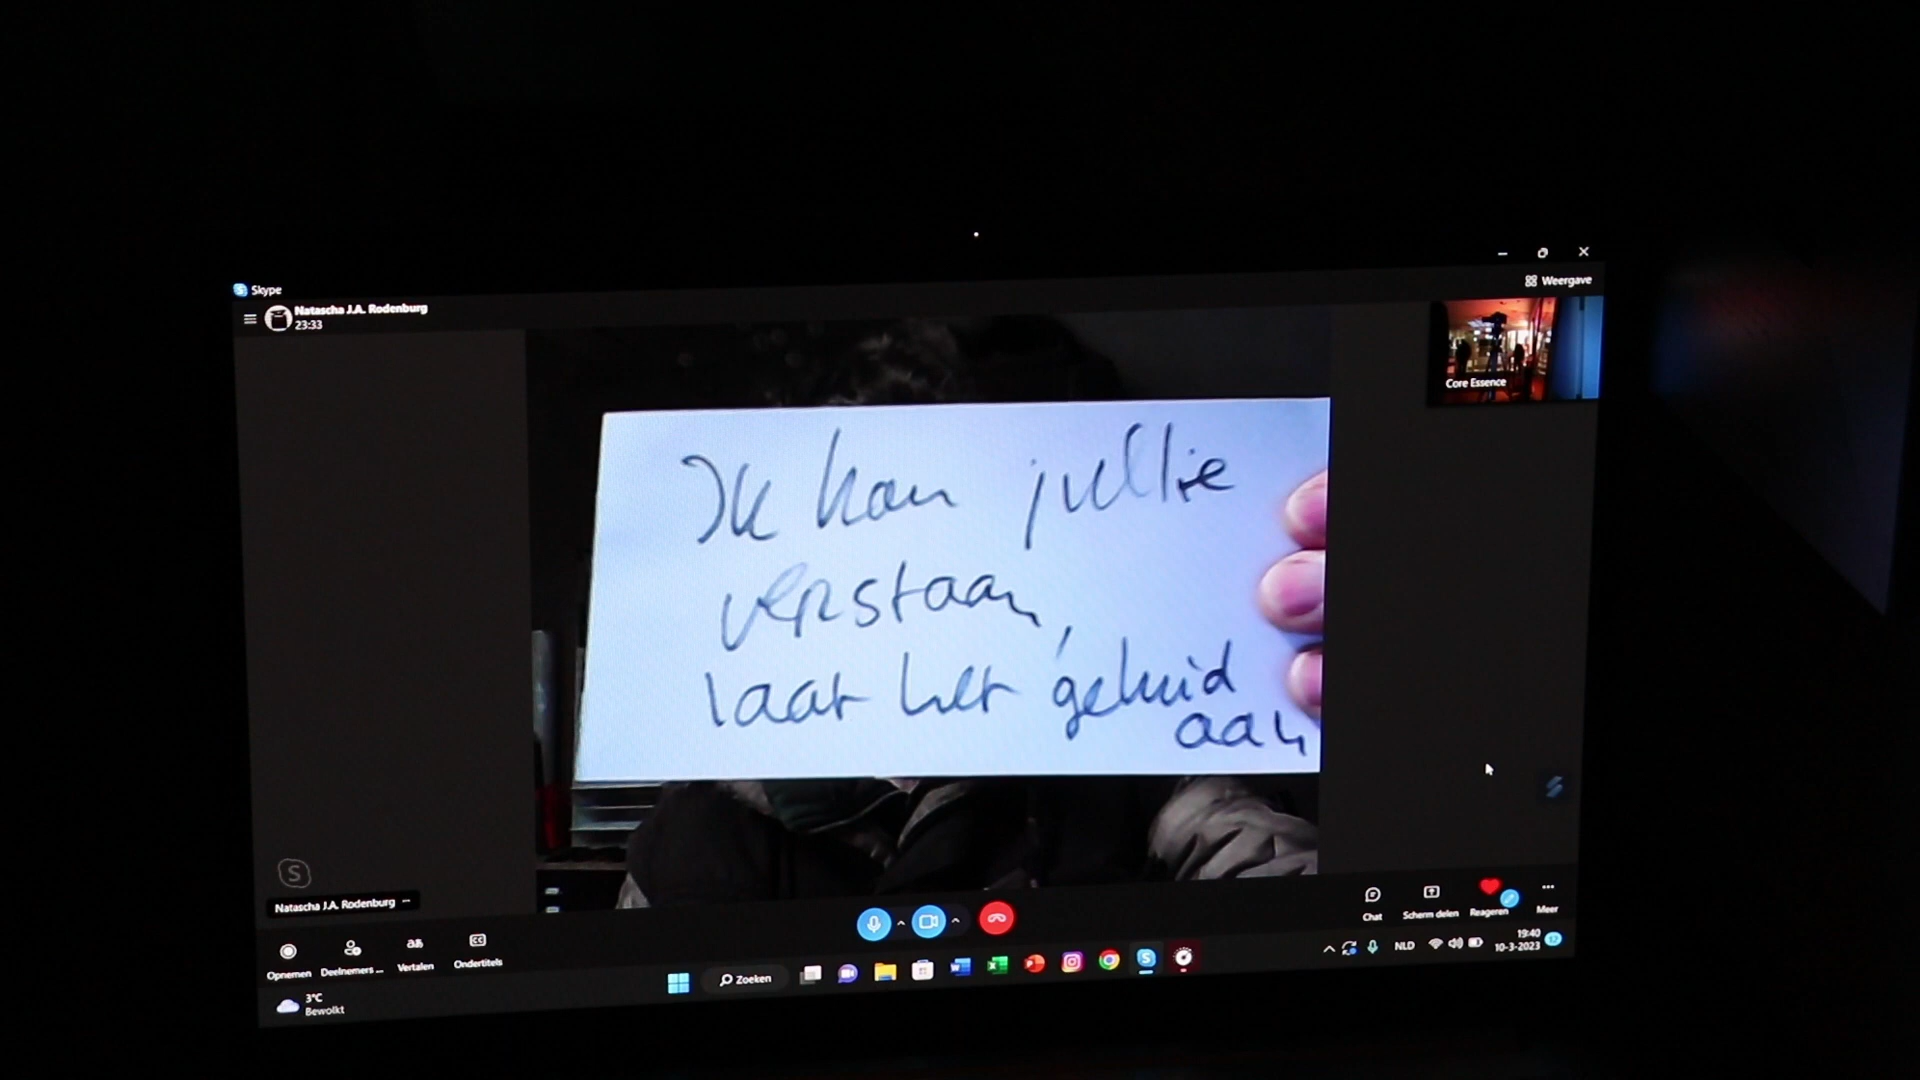 Skype
Weergave
Natascha J.A. Rodenburg
23:33
Core Essence
Ik kan jullie
verstaan,
laat het geluid
aan
Natascha J.A. Rodenburg
Opnemen
Deelnemers ...
Vertalen
Ondertitels
Chat
Scherm delen
Reageren
Meer
3°C
Bewolkt
Zoeken
NLD
19:40
10-3-2023